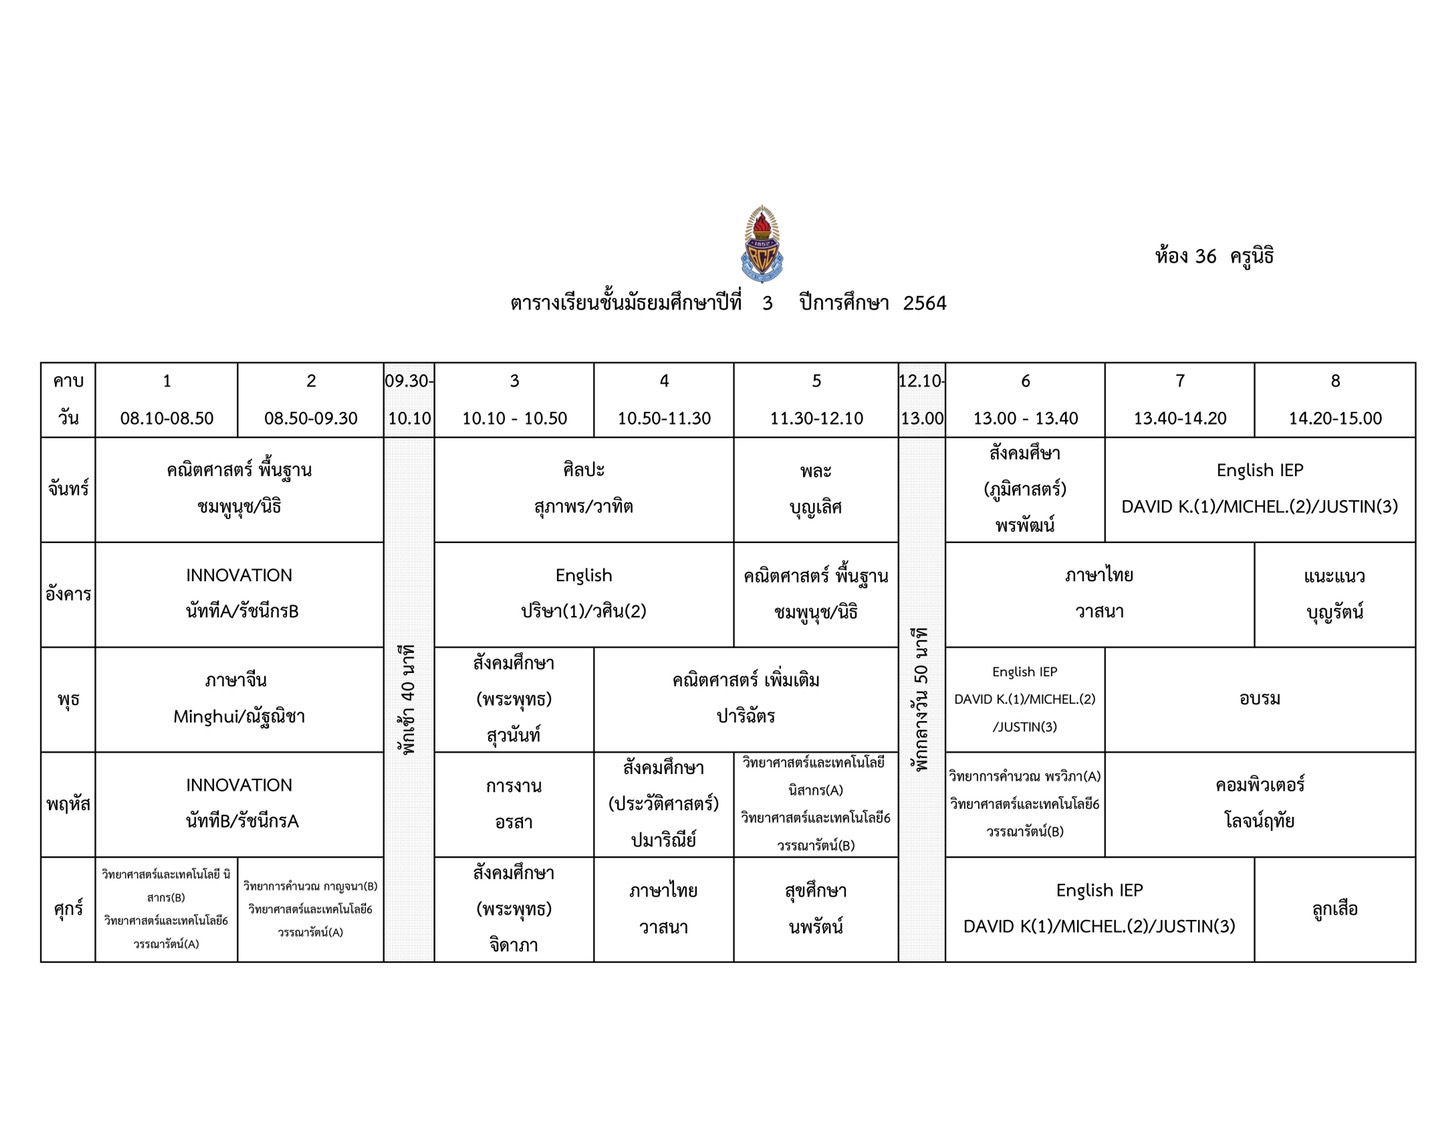 1852
BCC
ห้อง 36 ครูนิธิ
ตารางเรียนชั้นมัธยมศึกษาปีที่ 3 ปีการศึกษา 2564
คาบ 1 2 09.30- 3 4 5 12.10- 6 7 8
วัน 08.10-08.50 08.50-09.30 10.10 10.10 - 10.50 10.50-11.30 11.30-12.10 13.00 13.00 - 13.40 13.40-14.20 14.20-15.00
พักเช้า 40 นาที
พักกลางวัน 50 นาที
จันทร์
คณิตศาสตร์ พื้นฐาน
ชมพูนุช/นิธิ
ศิลปะ
สุภาพร/วาทิต
พละ
บุญเลิศ
สังคมศึษา
(ภูมิศาสตร์)
พรพัฒน์
English IEP
DAVID K.(1)/MICHEL.(2)/JUSTIN(3)
อังคาร
INNOVATION
นัททีA/รัชนีกรB
English
ปริษา(1)/วศิน(2)
คณิตศาสตร์ พื้นฐาน
ชมพูนุช/นิธิ
ภาษาไทย
วาสนา
แนะแนว
บุญรัตน์
พุธ
ภาษาจีน
Minghui/ณัฐณิชา
สังคมศึกษา
(พระพุทธ)
สุวนันท์
คณิตศาสตร์ เพิ่มเติม
ปาริฉัตร
English IEP
DAVID K.(1)/MICHEL.(2)
/JUSTIN(3)
อบรม
พฤหัส
INNOVATION
นัททีB/รัชนีกรA
การงาน
อรสา
สังคมศึกษา
(ประวัติศาสตร์)
ปมาริณีย์
วิทยาศาสตร์และเทคโนโลยี
นิสากร(A)
วิทยาศาสตร์และเทคโนโลยี6
วรรณารัตน์(B)
วิทยาการคำนวณ พรวิภา(A)
วิทยาศาสตร์และเทคโนโลยี6
วรรณารัตน์(B)
คอมพิวเตอร์
โลจน์ฤทัย
ศุกร์
วิทยาศาสตร์และเทคโนโลยี นิ
สากร(B)
วิทยาศาสตร์และเทคโนโลยี6
วรรณารัตน์(A)
วิทยาการคำนวณ กาญจนา(B)
วิทยาศาสตร์และเทคโนโลยี6
วรรณารัตน์(A)
สังคมศึกษา
(พระพุทธ)
จิดาภา
ภาษาไทย
วาสนา
สุขศึกษา
นพรัตน์
English IEP
DAVID K(1)/MICHEL.(2)/JUSTIN(3)
ลูกเสือ